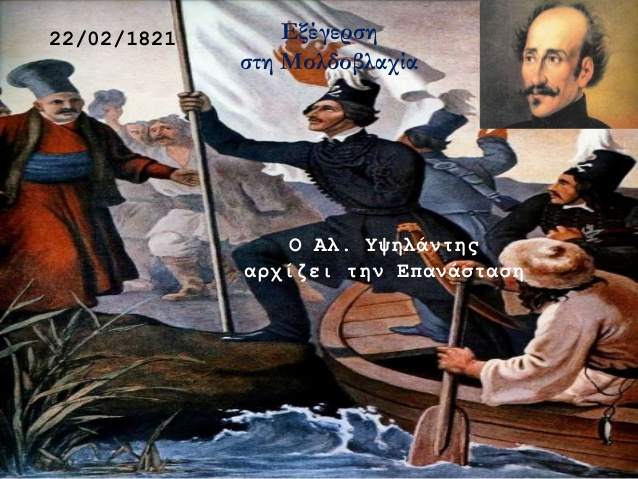 22/02/1821
Εξέγερση
στη Μολδοβλαχία
Ο Αλ. Υψηλάντης
αρχίζει την Επανάσταση